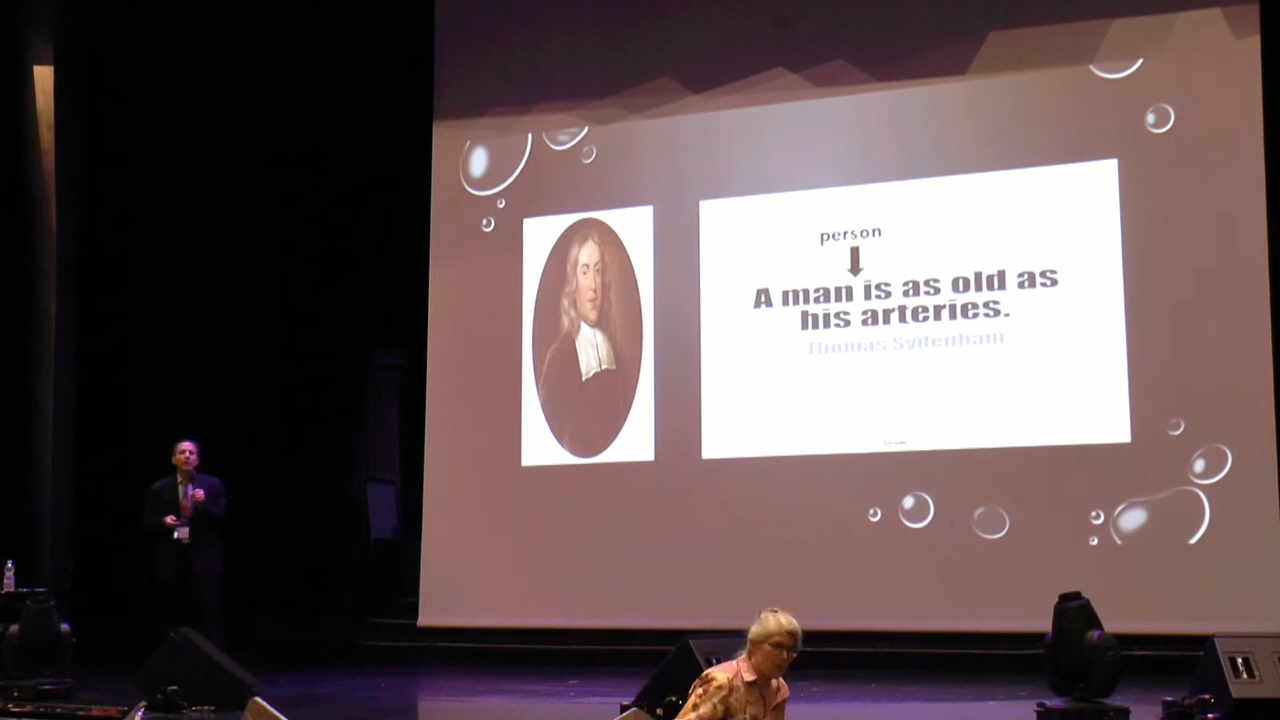 person
A man is as old as
his arteries.
Thomas Sydenham